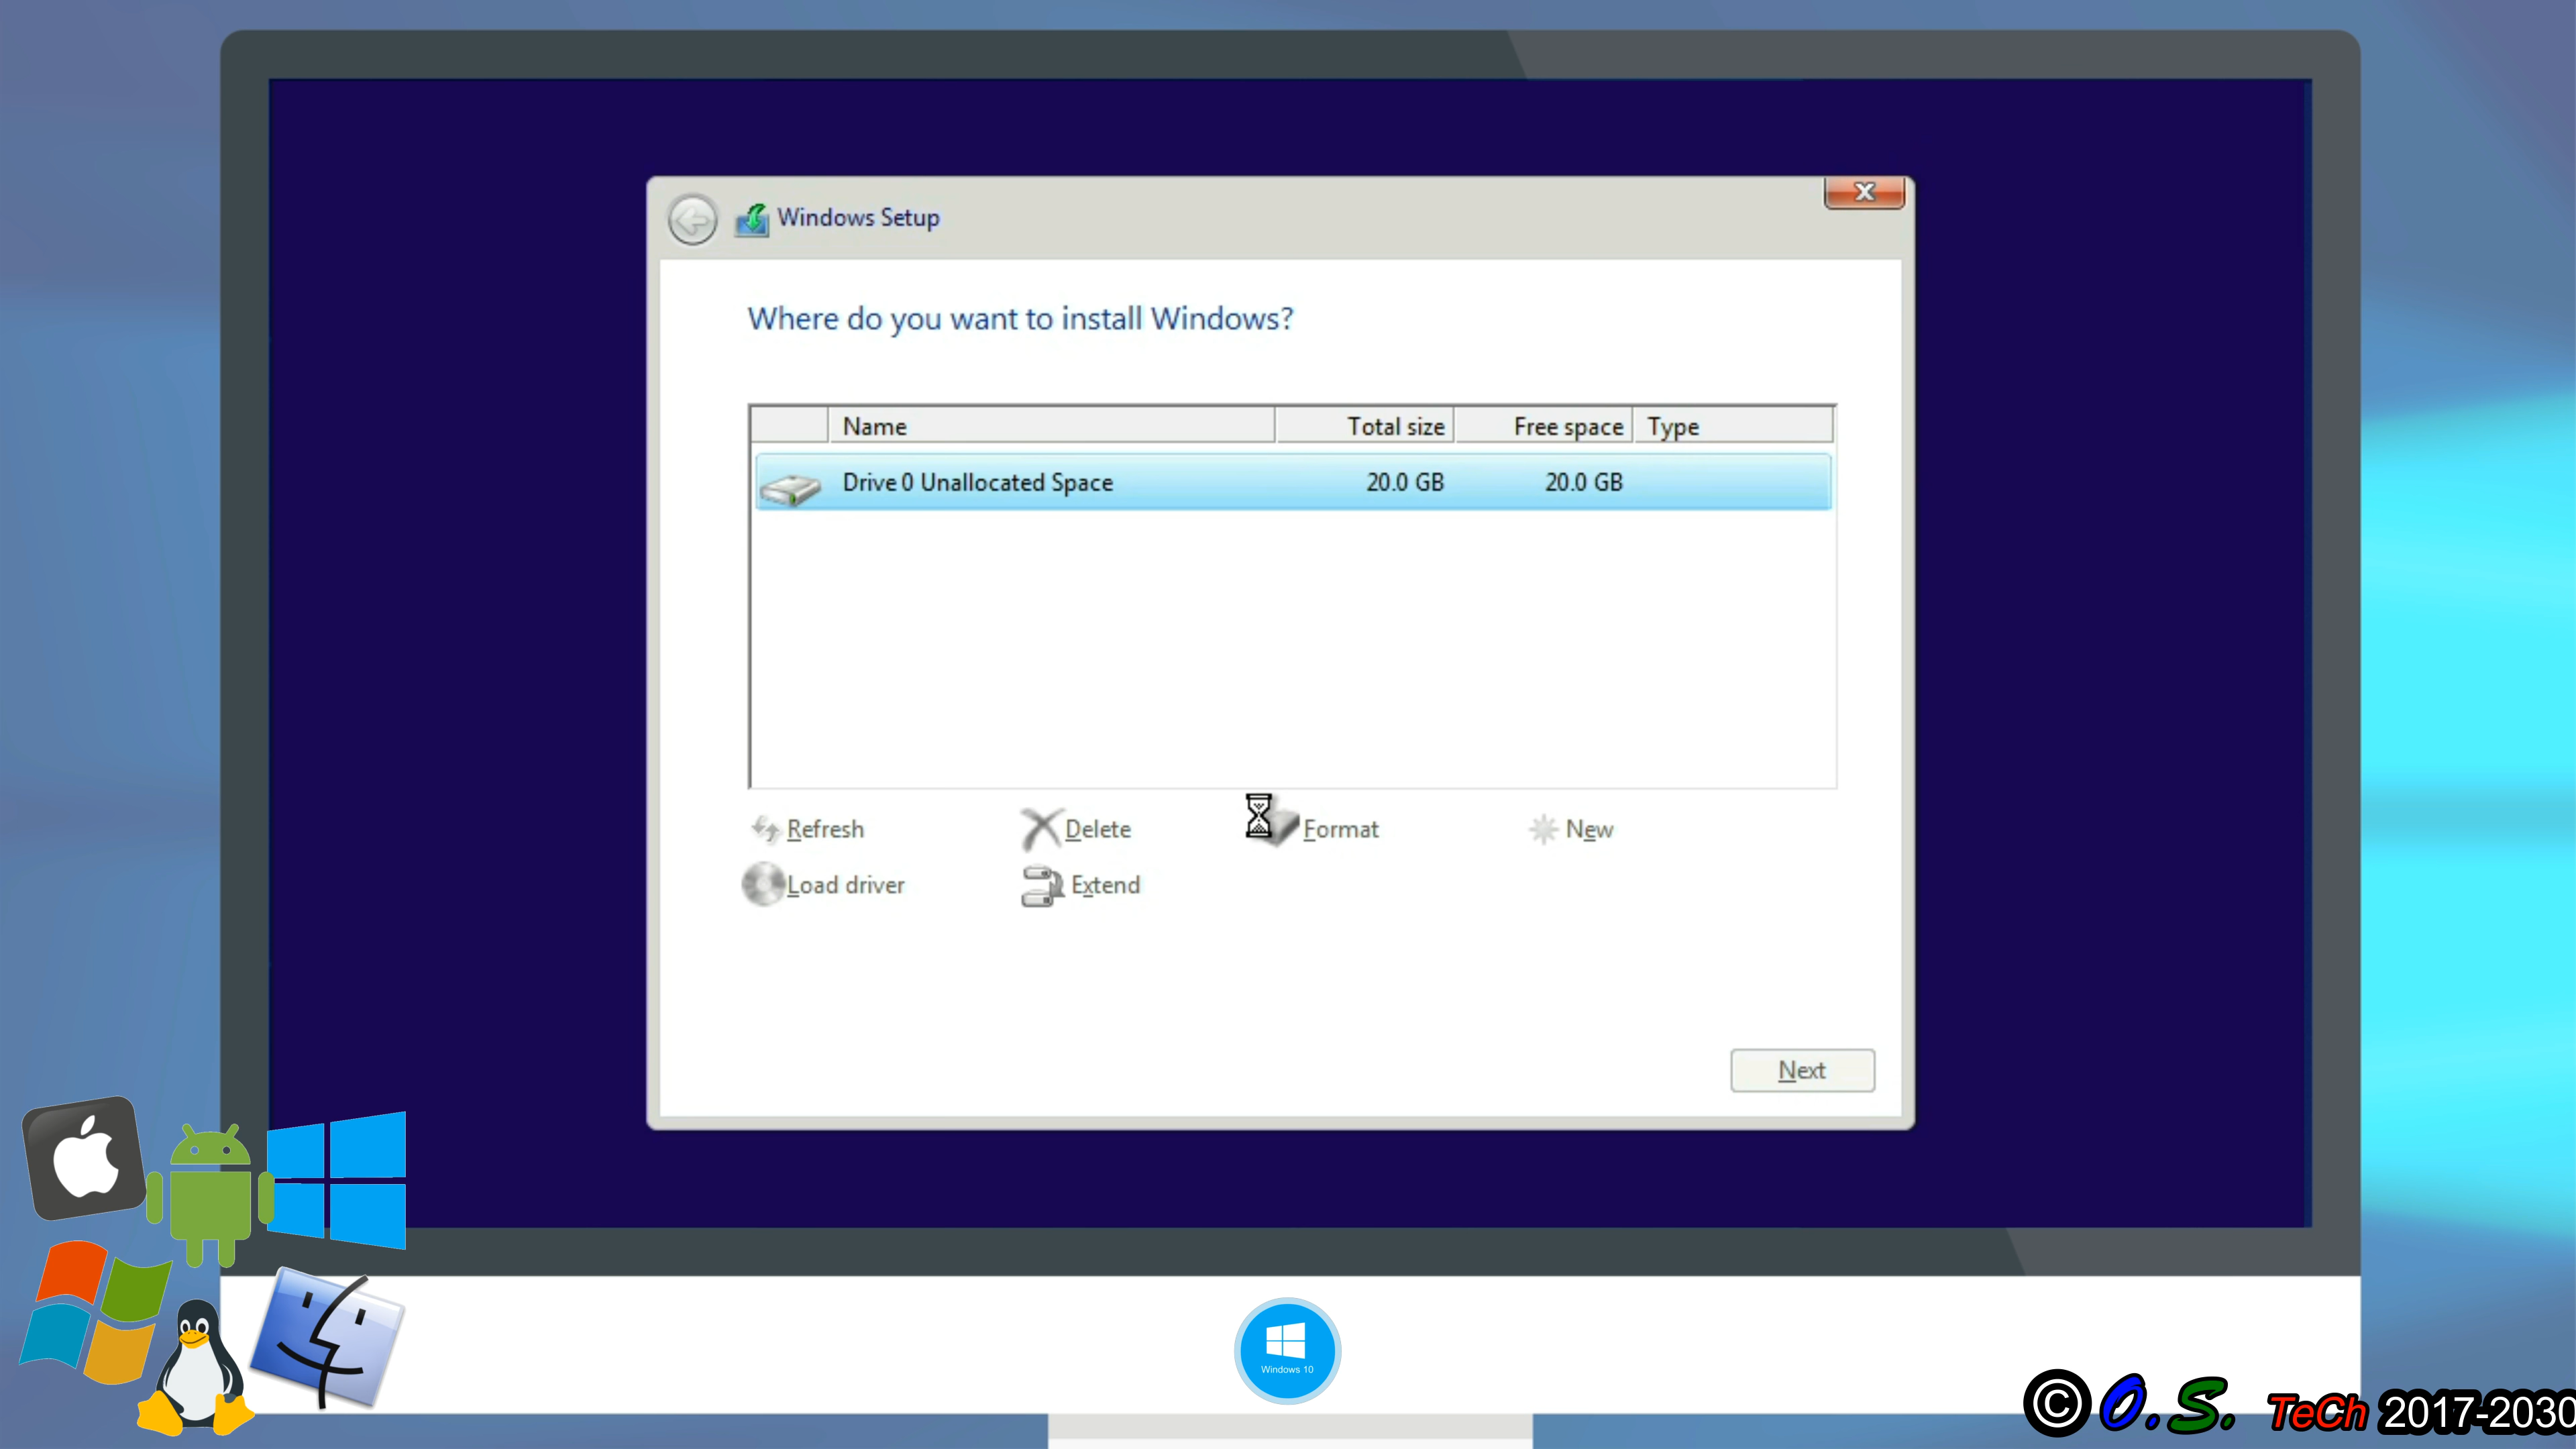 Windows Setup
Where do you want to install Windows?
Name Total size Free space Type
Drive 0 Unallocated Space 20.0 GB 20.0 GB
Refresh Delete Format New
Load driver Extend
Next
Windows 10
© O.S. TeCh 2017-2030